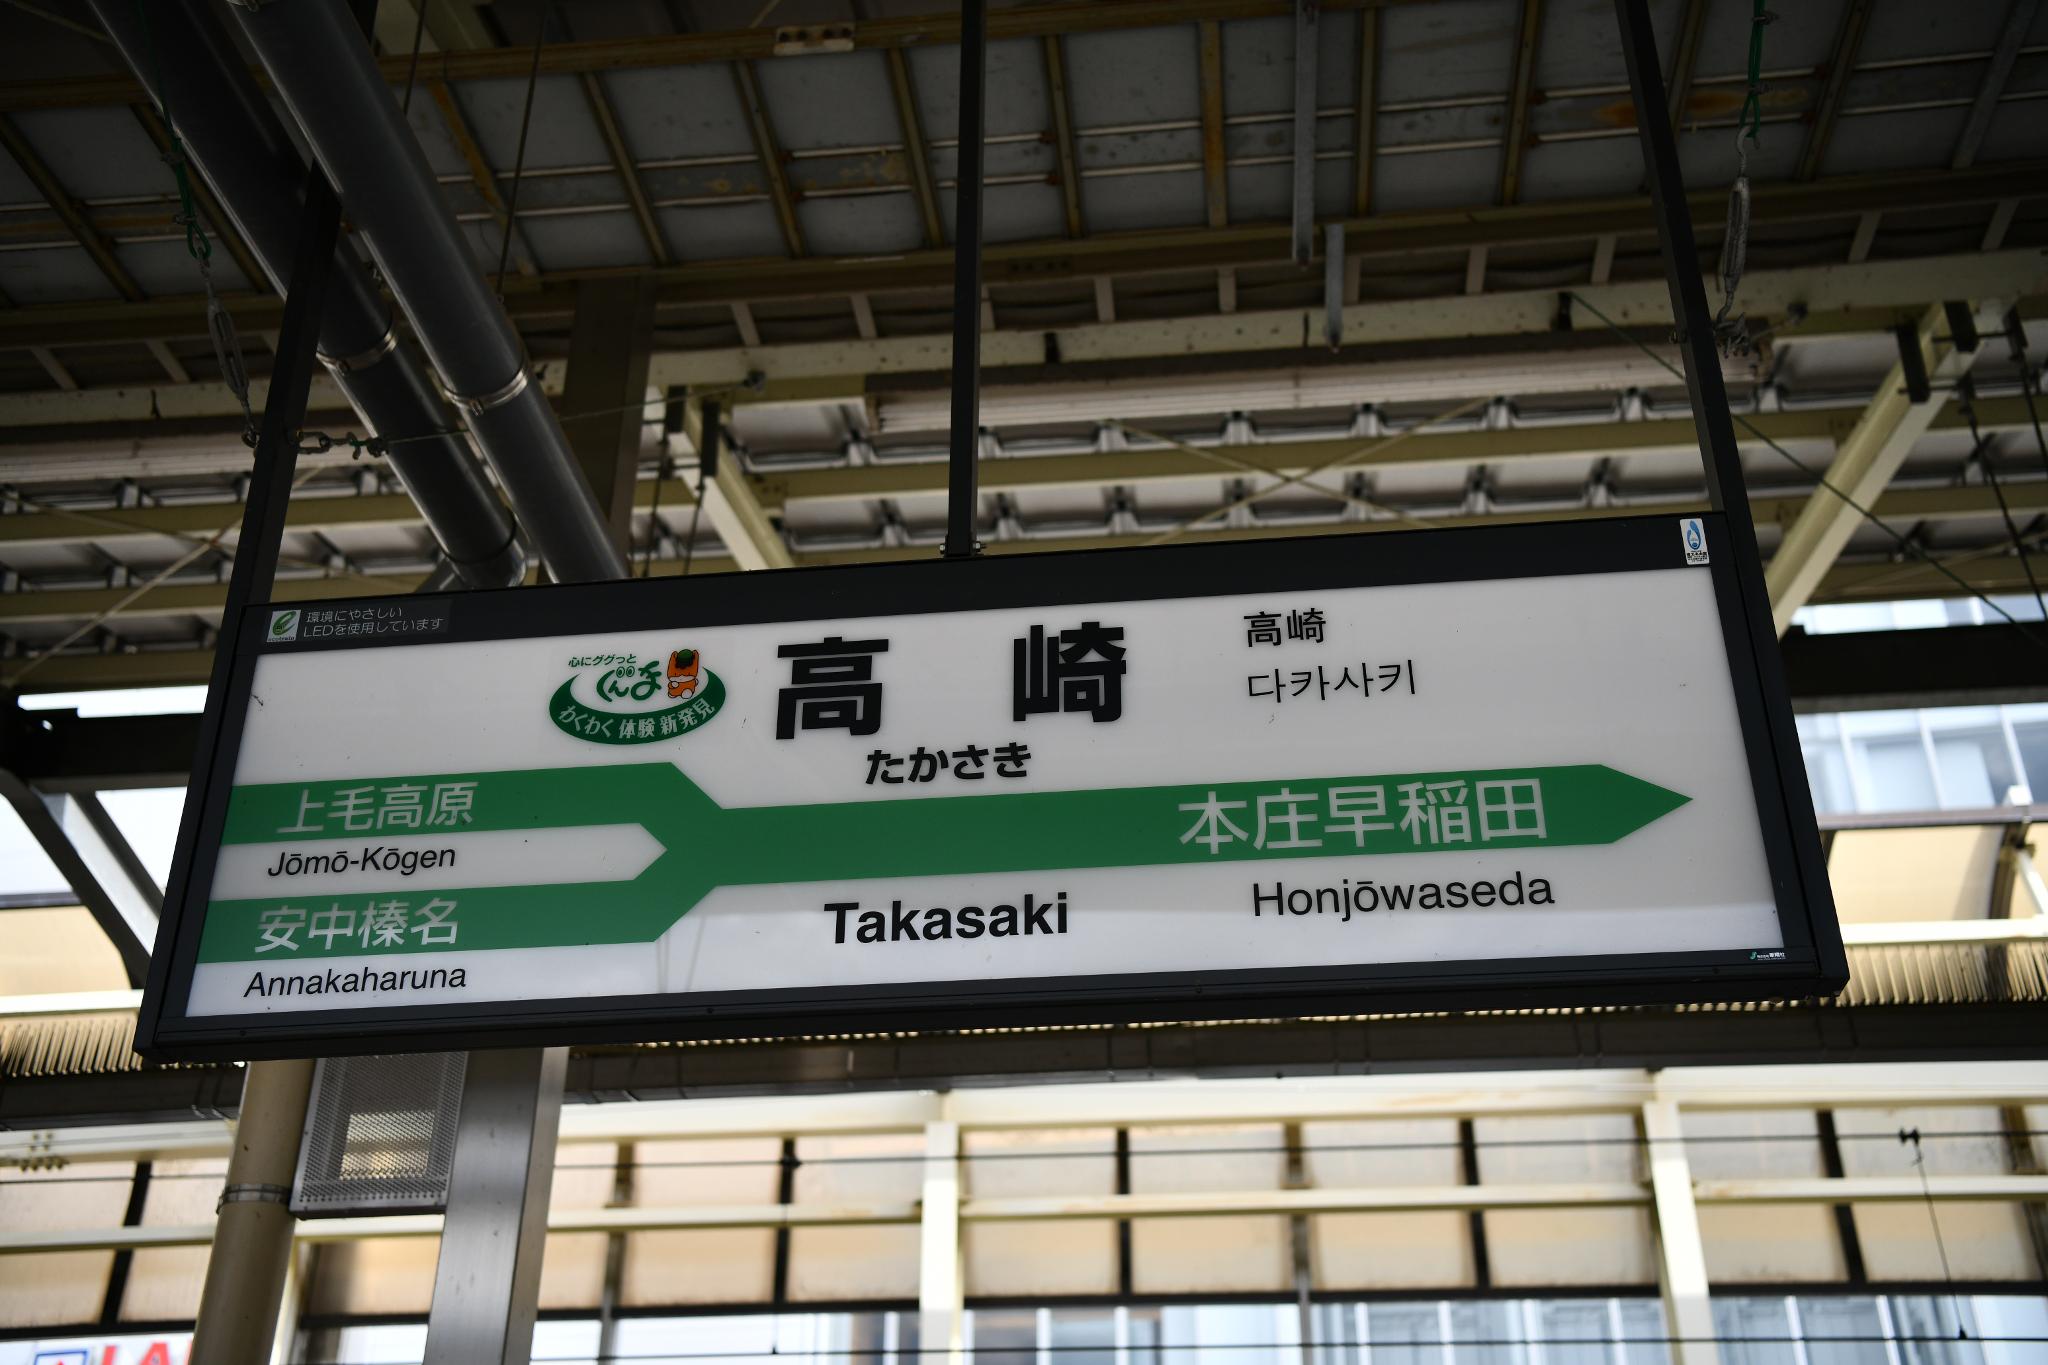 環境にやさしい
LEDを使用しています
心にググっと
ぐんま
わくわく 体験 新発見
高崎
たかさき
高崎
다카사키
上毛高原
Jōmō-Kōgen
安中榛名
Annakaharuna
本庄早稲田
Honjōwaseda
Takasaki